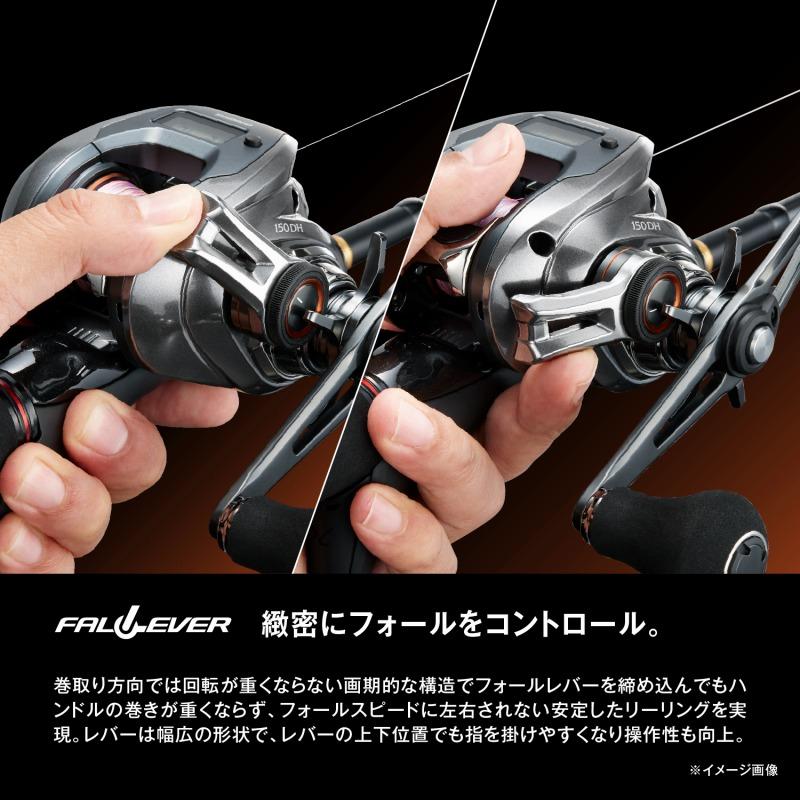 150DH
150DH
FALLEVER 緻密にフォールをコントロール。
巻取り方向では回転が重くならない画期的な構造でフォールレバーを締め込んでもハ
ンドルの巻きが重くならず、フォールスピードに左右されない安定したリーリングを実
現。レバーは幅広の形状で、レバーの上下位置でも指を掛けやすくなり操作性も向上。
※イメージ画像